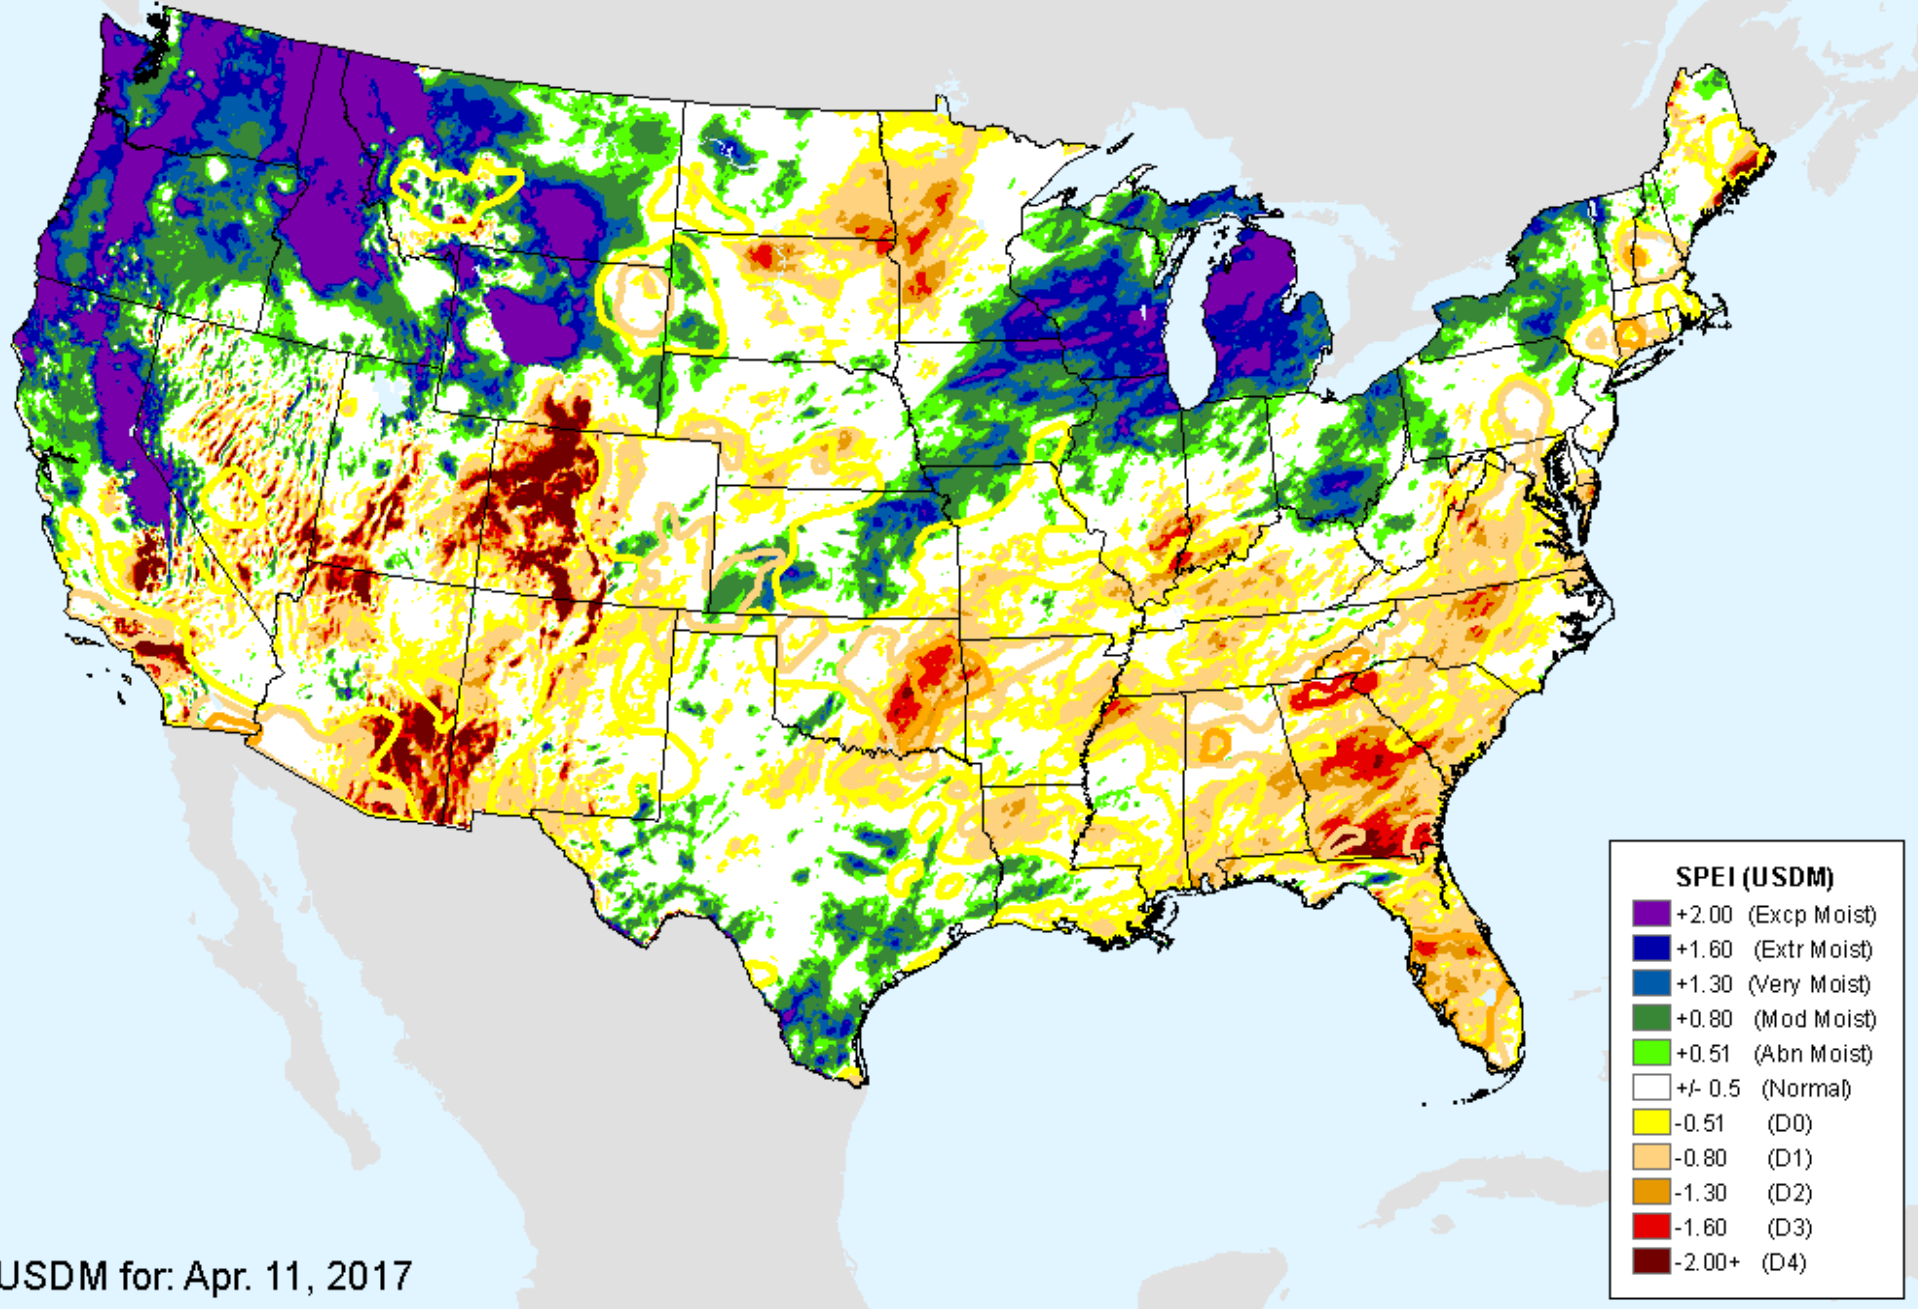 SPEI (USDM)
+2.00 (Excp Moist)
+1.60 (Extr Moist)
+1.30 (Very Moist)
+0.80 (Mod Moist)
+0.51 (Abn Moist)
+/- 0.5 (Normal)
-0.51 (D0)
-0.80 (D1)
-1.30 (D2)
-1.60 (D3)
-2.00+ (D4)
USDM for: Apr. 11, 2017